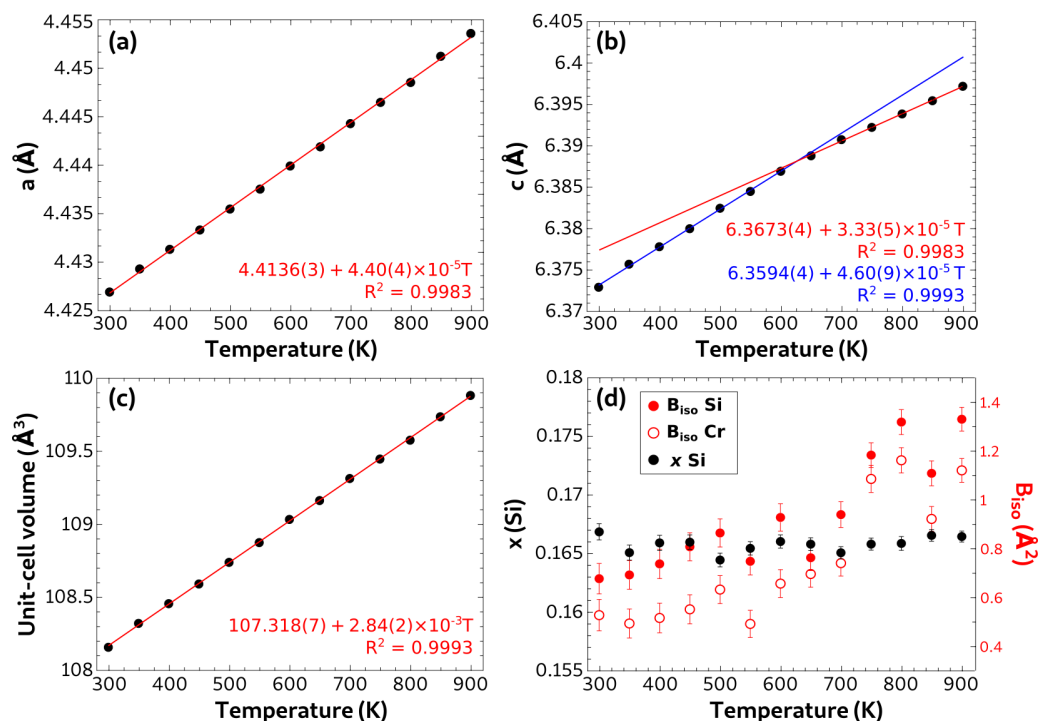 (a)
a (Å)
4.455
4.45
4.445
4.44
4.435
4.43
4.425
4.4136(3) + 4.40(4)×10⁻⁵T
R² = 0.9983
300 400 500 600 700 800 900
Temperature (K)
(b)
c (Å)
6.405
6.4
6.395
6.39
6.385
6.38
6.375
6.37
6.3673(4) + 3.33(5)×10⁻⁵T
R² = 0.9983
6.3594(4) + 4.60(9)×10⁻⁵T
R² = 0.9993
300 400 500 600 700 800 900
Temperature (K)
(c)
Unit-cell volume (Å³)
110
109.5
109
108.5
108
107.318(7) + 2.84(2)×10⁻³T
R² = 0.9993
300 400 500 600 700 800 900
Temperature (K)
(d)
x (Si)
0.18
0.175
0.17
0.165
0.16
0.155
Biso Si
Biso Cr
x Si
1.4
1.2
1
0.8
0.6
0.4
Biso (Å²)
300 400 500 600 700 800 900
Temperature (K)